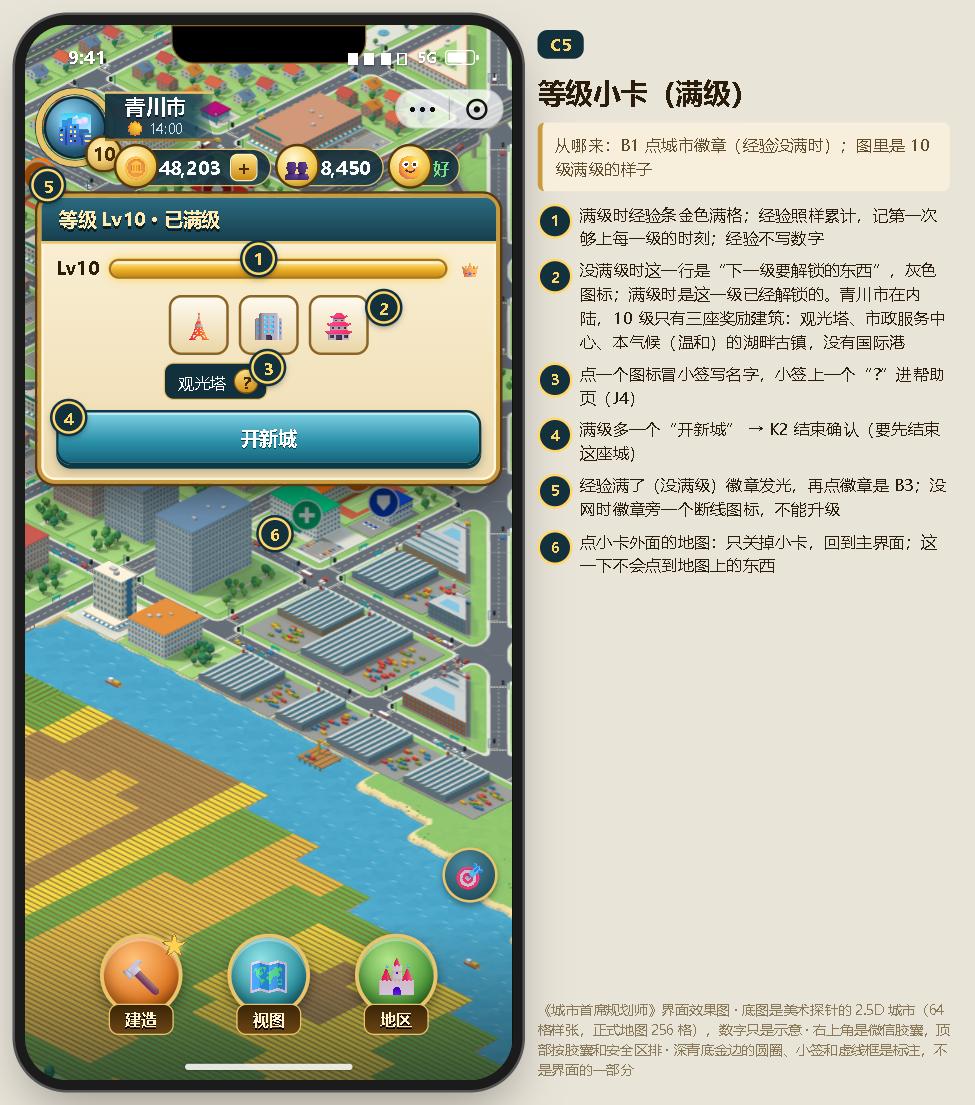 9:41
5G
青川市
14:00
10
48,203
+
8,450
好
5
等级 Lv10 • 已满级
Lv10
1
2
3
观光塔 ?
4
开新城
6
建造
视图
地区
C5
等级小卡（满级）
从哪来：B1 点城市徽章（经验没满时）；图里是 10
级满级的样子
1 满级时经验条金色满格；经验照样累计，记第一次
够上每一级的时刻；经验不写数字
2 没满级时这一行是“下一级要解锁的东西”，灰色
图标；满级时是这一级已经解锁的。青川市在内
陆，10 级只有三座奖励建筑：观光塔、市政服务中
心、本气候（温和）的湖畔古镇，没有国际港
3 点一个图标冒小签写名字，小签上一个“?”进帮助
页（J4）
4 满级多一个“开新城” → K2 结束确认（要先结束
这座城）
5 经验满了（没满级）徽章发光，再点徽章是 B3；没
网时徽章旁一个断线图标，不能升级
6 点小卡外面的地图：只关掉小卡，回到主界面；这
一下不会点到地图上的东西
《城市首席规划师》界面效果图 · 底图是美术探针的 2.5D 城市（64
格样张，正式地图 256 格），数字只是示意 · 右上角是微信胶囊，顶
部按胶囊和安全区排 · 深青底金边的圆圈、小签和虚线框是标注，不
是界面的一部分